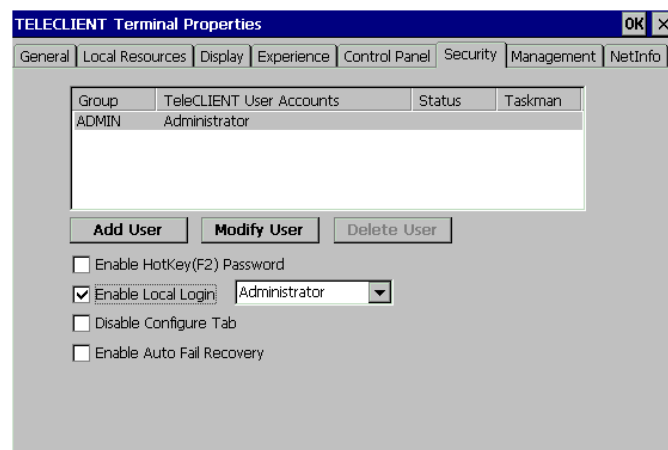 TELECLIENT Terminal Properties OK ×
General Local Resources Display Experience Control Panel Security Management NetInfo
Group TeleCLIENT User Accounts Status Taskman
ADMIN Administrator
Add User Modify User Delete User
Enable HotKey(F2) Password
Enable Local Login Administrator
Disable Configure Tab
Enable Auto Fail Recovery